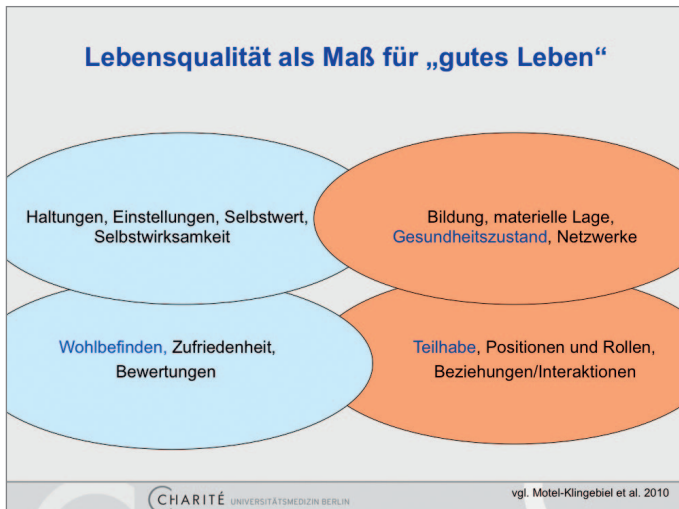 Lebensqualität als Maß für „gutes Leben“
Haltungen, Einstellungen, Selbstwert,
Selbstwirksamkeit
Bildung, materielle Lage,
Gesundheitszustand, Netzwerke
Wohlbefinden, Zufriedenheit,
Bewertungen
Teilhabe, Positionen und Rollen,
Beziehungen/Interaktionen
CHARITÉ UNIVERSITÄTSMEDIZIN BERLIN
vgl. Motel-Klingebiel et al. 2010